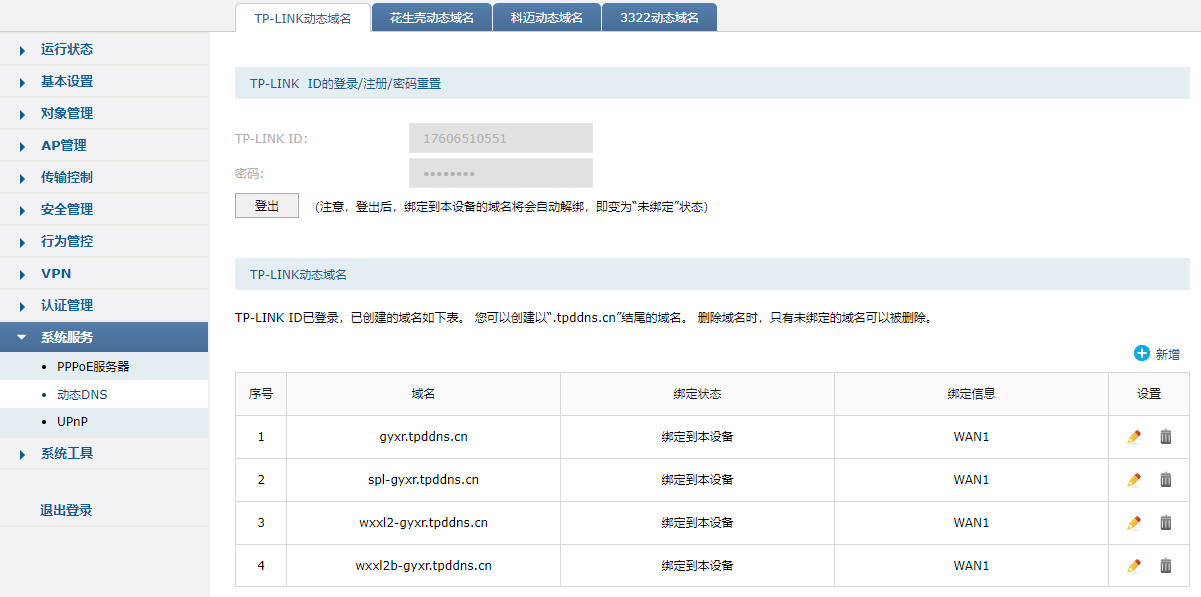 TP-LINK动态域名 花生壳动态域名 科迈动态域名 3322动态域名
运行状态
基本设置
对象管理
AP管理
传输控制
安全管理
行为管控
VPN
认证管理
系统服务
PPPoE服务器
动态DNS
UPnP
系统工具
退出登录
TP-LINK ID的登录/注册/密码重置
TP-LINK ID: 17606510551
密码: ••••••••
登出 (注意，登出后，绑定到本设备的域名将会自动解绑，即变为“未绑定”状态)
TP-LINK动态域名
TP-LINK ID已登录，已创建的域名如下表。 您可以创建以“.tpddns.cn”结尾的域名。 删除域名时，只有未绑定的域名可以被删除。
新增
序号 域名 绑定状态 绑定信息 设置
1 gyxr.tpddns.cn 绑定到本设备 WAN1
2 spl-gyxr.tpddns.cn 绑定到本设备 WAN1
3 wxxl2-gyxr.tpddns.cn 绑定到本设备 WAN1
4 wxxl2b-gyxr.tpddns.cn 绑定到本设备 WAN1